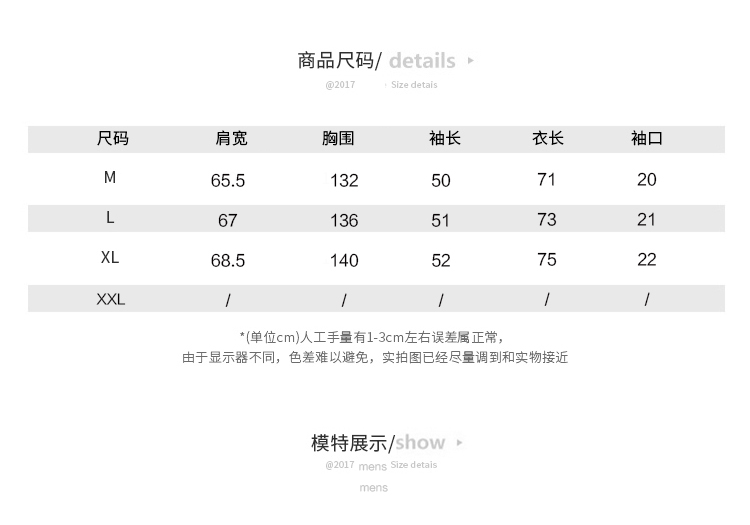 商品尺码/ details
@2017 Size detais
尺码 肩宽 胸围 袖长 衣长 袖口
M 65.5 132 50 71 20
L 67 136 51 73 21
XL 68.5 140 52 75 22
XXL / / / / /
*(单位cm)人工手量有1-3cm左右误差属正常，
由于显示器不同，色差难以避免，实拍图已经尽量调到和实物接近
模特展示/show
@2017 mens Size detais
mens